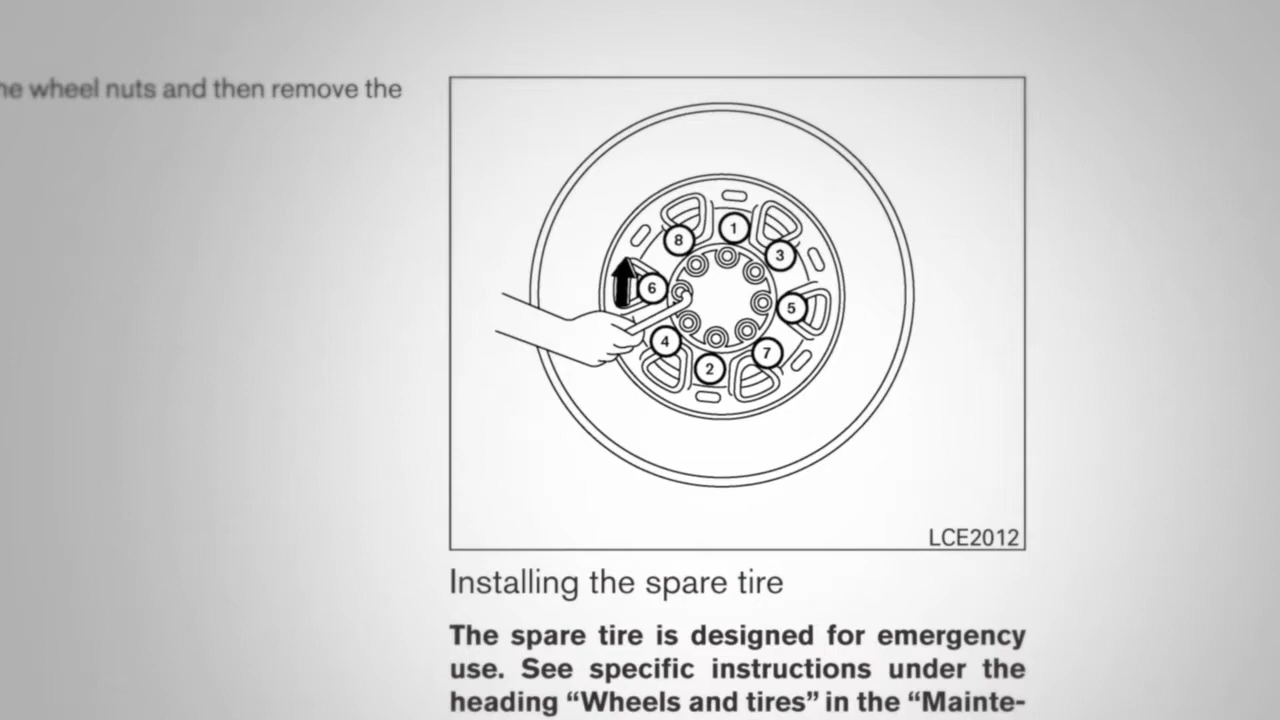 he wheel nuts and then remove the
1
8
3
6
5
4
7
2
LCE2012
Installing the spare tire
The spare tire is designed for emergency
use. See specific instructions under the
heading “Wheels and tires” in the “Mainte-